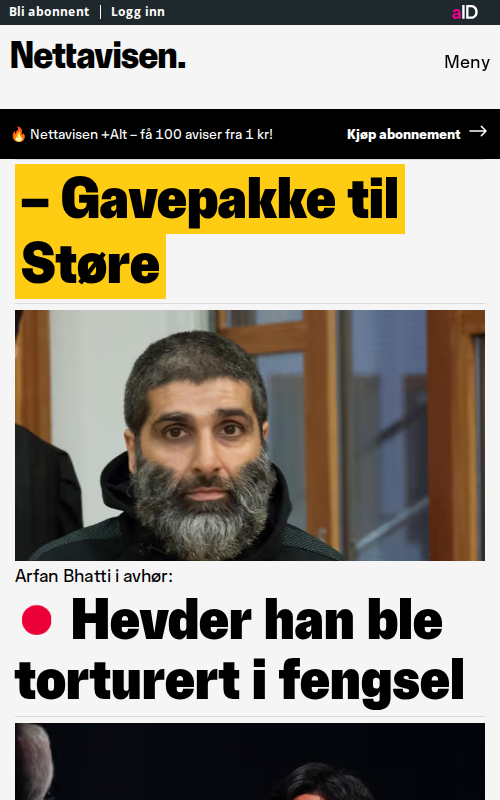 Bli abonnent | Logg inn
aID
Nettavisen.
Meny
🔥 Nettavisen +Alt – få 100 aviser fra 1 kr!
Kjøp abonnement →
– Gavepakke til
Støre
Arfan Bhatti i avhør:
Hevder han ble
torturert i fengsel